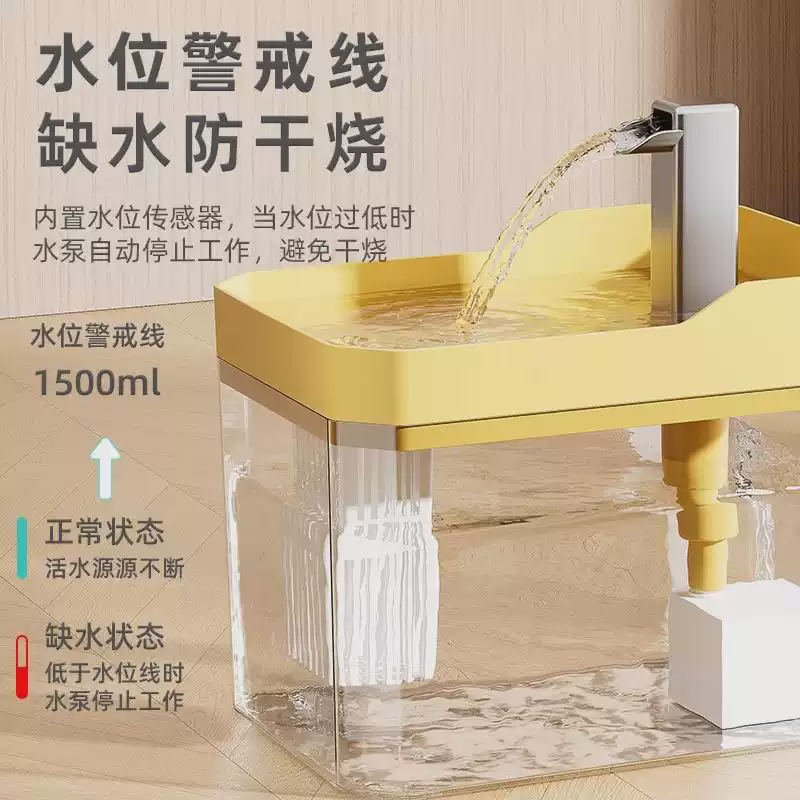 水位警戒线
缺水防干烧
内置水位传感器，当水位过低时
水泵自动停止工作，避免干烧
水位警戒线
1500ml
正常状态
活水源源不断
缺水状态
低于水位线时
水泵停止工作